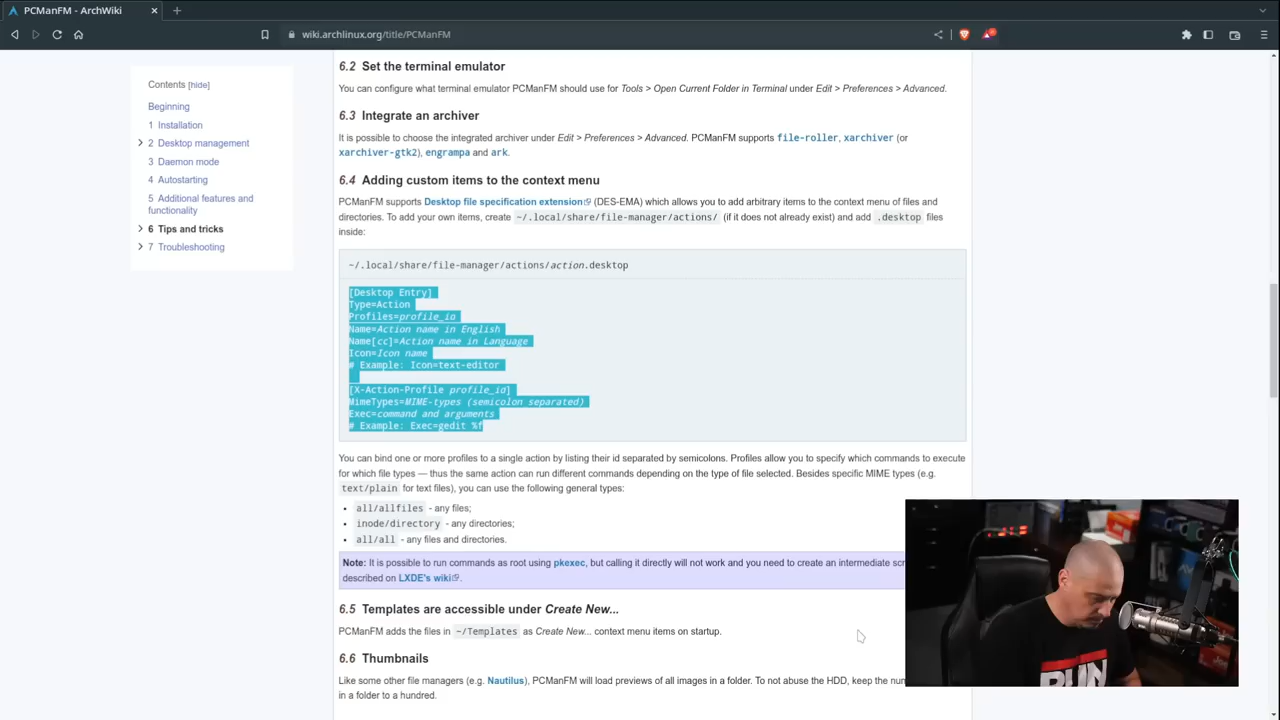 PCManFM - ArchWiki
wiki.archlinux.org/title/PCManFM
Contents [hide]
Beginning
1 Installation
2 Desktop management
3 Daemon mode
4 Autostarting
5 Additional features and
functionality
6 Tips and tricks
7 Troubleshooting
6.2 Set the terminal emulator
You can configure what terminal emulator PCManFM should use for Tools > Open Current Folder in Terminal under Edit > Preferences > Advanced.
6.3 Integrate an archiver
It is possible to choose the integrated archiver under Edit > Preferences > Advanced. PCManFM supports file-roller, xarchiver (or
xarchiver-gtk2), engrampa and ark.
6.4 Adding custom items to the context menu
PCManFM supports Desktop file specification extension (DES-EMA) which allows you to add arbitrary items to the context menu of files and
directories. To add your own items, create ~/.local/share/file-manager/actions/ (if it does not already exist) and add .desktop files
inside:
~/.local/share/file-manager/actions/action.desktop
[Desktop Entry]
Type=Action
Profiles=profile_io
Name=Action name in English
Name[cc]=Action name in Language
Icon=Icon name
# Example: Icon=text-editor
[X-Action-Profile profile_id]
MimeTypes=MIME-types (semicolon separated)
Exec=command and arguments
# Example: Exec=gedit %f
You can bind one or more profiles to a single action by listing their id separated by semicolons. Profiles allow you to specify which commands to execute
for which file types — thus the same action can run different commands depending on the type of file selected. Besides specific MIME types (e.g.
text/plain for text files), you can use the following general types:
• all/allfiles - any files;
• inode/directory - any directories;
• all/all - any files and directories.
Note: It is possible to run commands as root using pkexec, but calling it directly will not work and you need to create an intermediate scr
described on LXDE's wiki.
6.5 Templates are accessible under Create New...
PCManFM adds the files in ~/Templates as Create New... context menu items on startup.
6.6 Thumbnails
Like some other file managers (e.g. Nautilus), PCManFM will load previews of all images in a folder. To not abuse the HDD, keep the num
in a folder to a hundred.
RUN